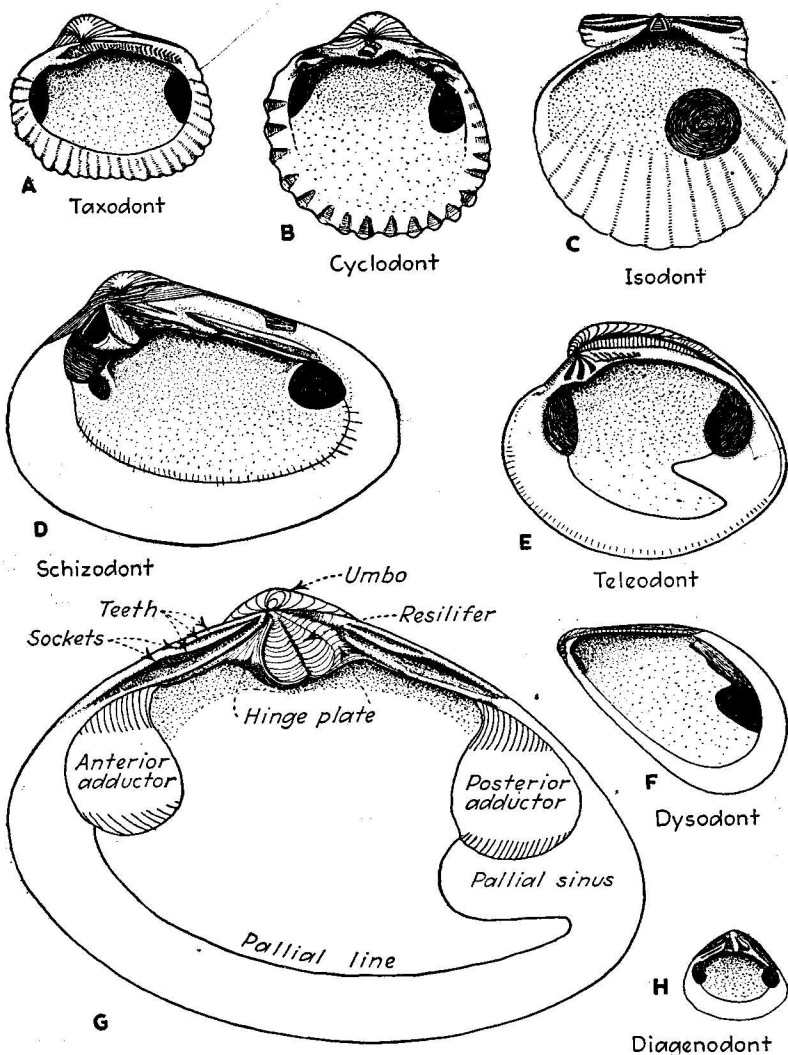 A
Taxodont
B
Cyclodont
C
Isodont
D
Schizodont
E
Teleodont
Umbo
Teeth
Resilifer
Sockets
Hinge plate
Anterior
adductor
Posterior
adductor
F
Dysodont
Pallial sinus
Pallial line
G
H
Diagenodont